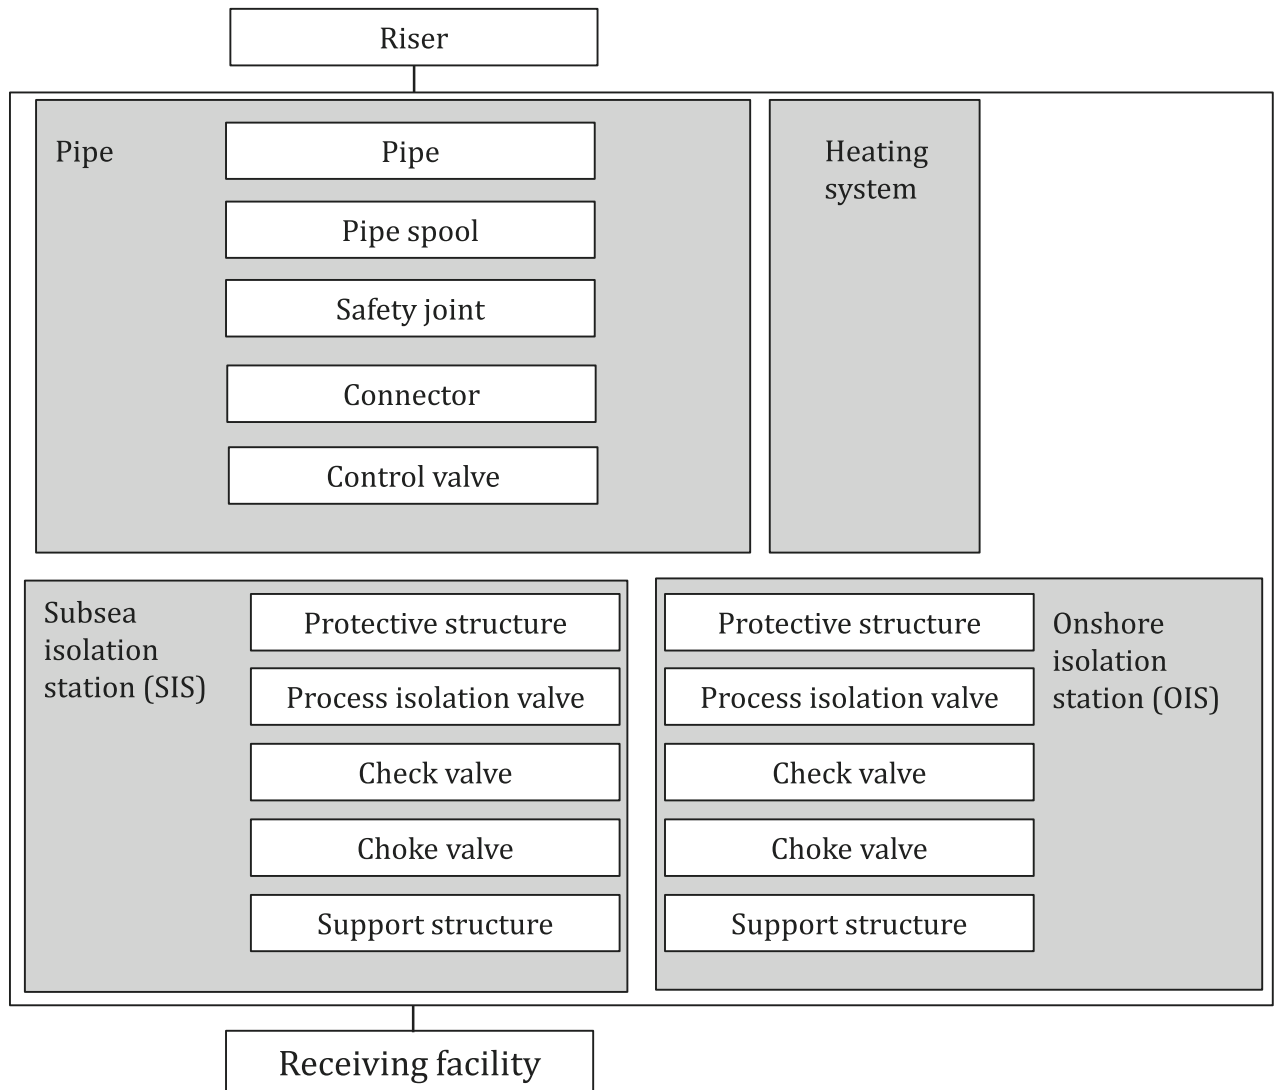 Riser
Pipe
Pipe
Pipe spool
Safety joint
Connector
Control valve
Heating
system
Subsea
isolation
station (SIS)
Protective structure
Process isolation valve
Check valve
Choke valve
Support structure
Protective structure
Process isolation valve
Check valve
Choke valve
Support structure
Onshore
isolation
station (OIS)
Receiving facility